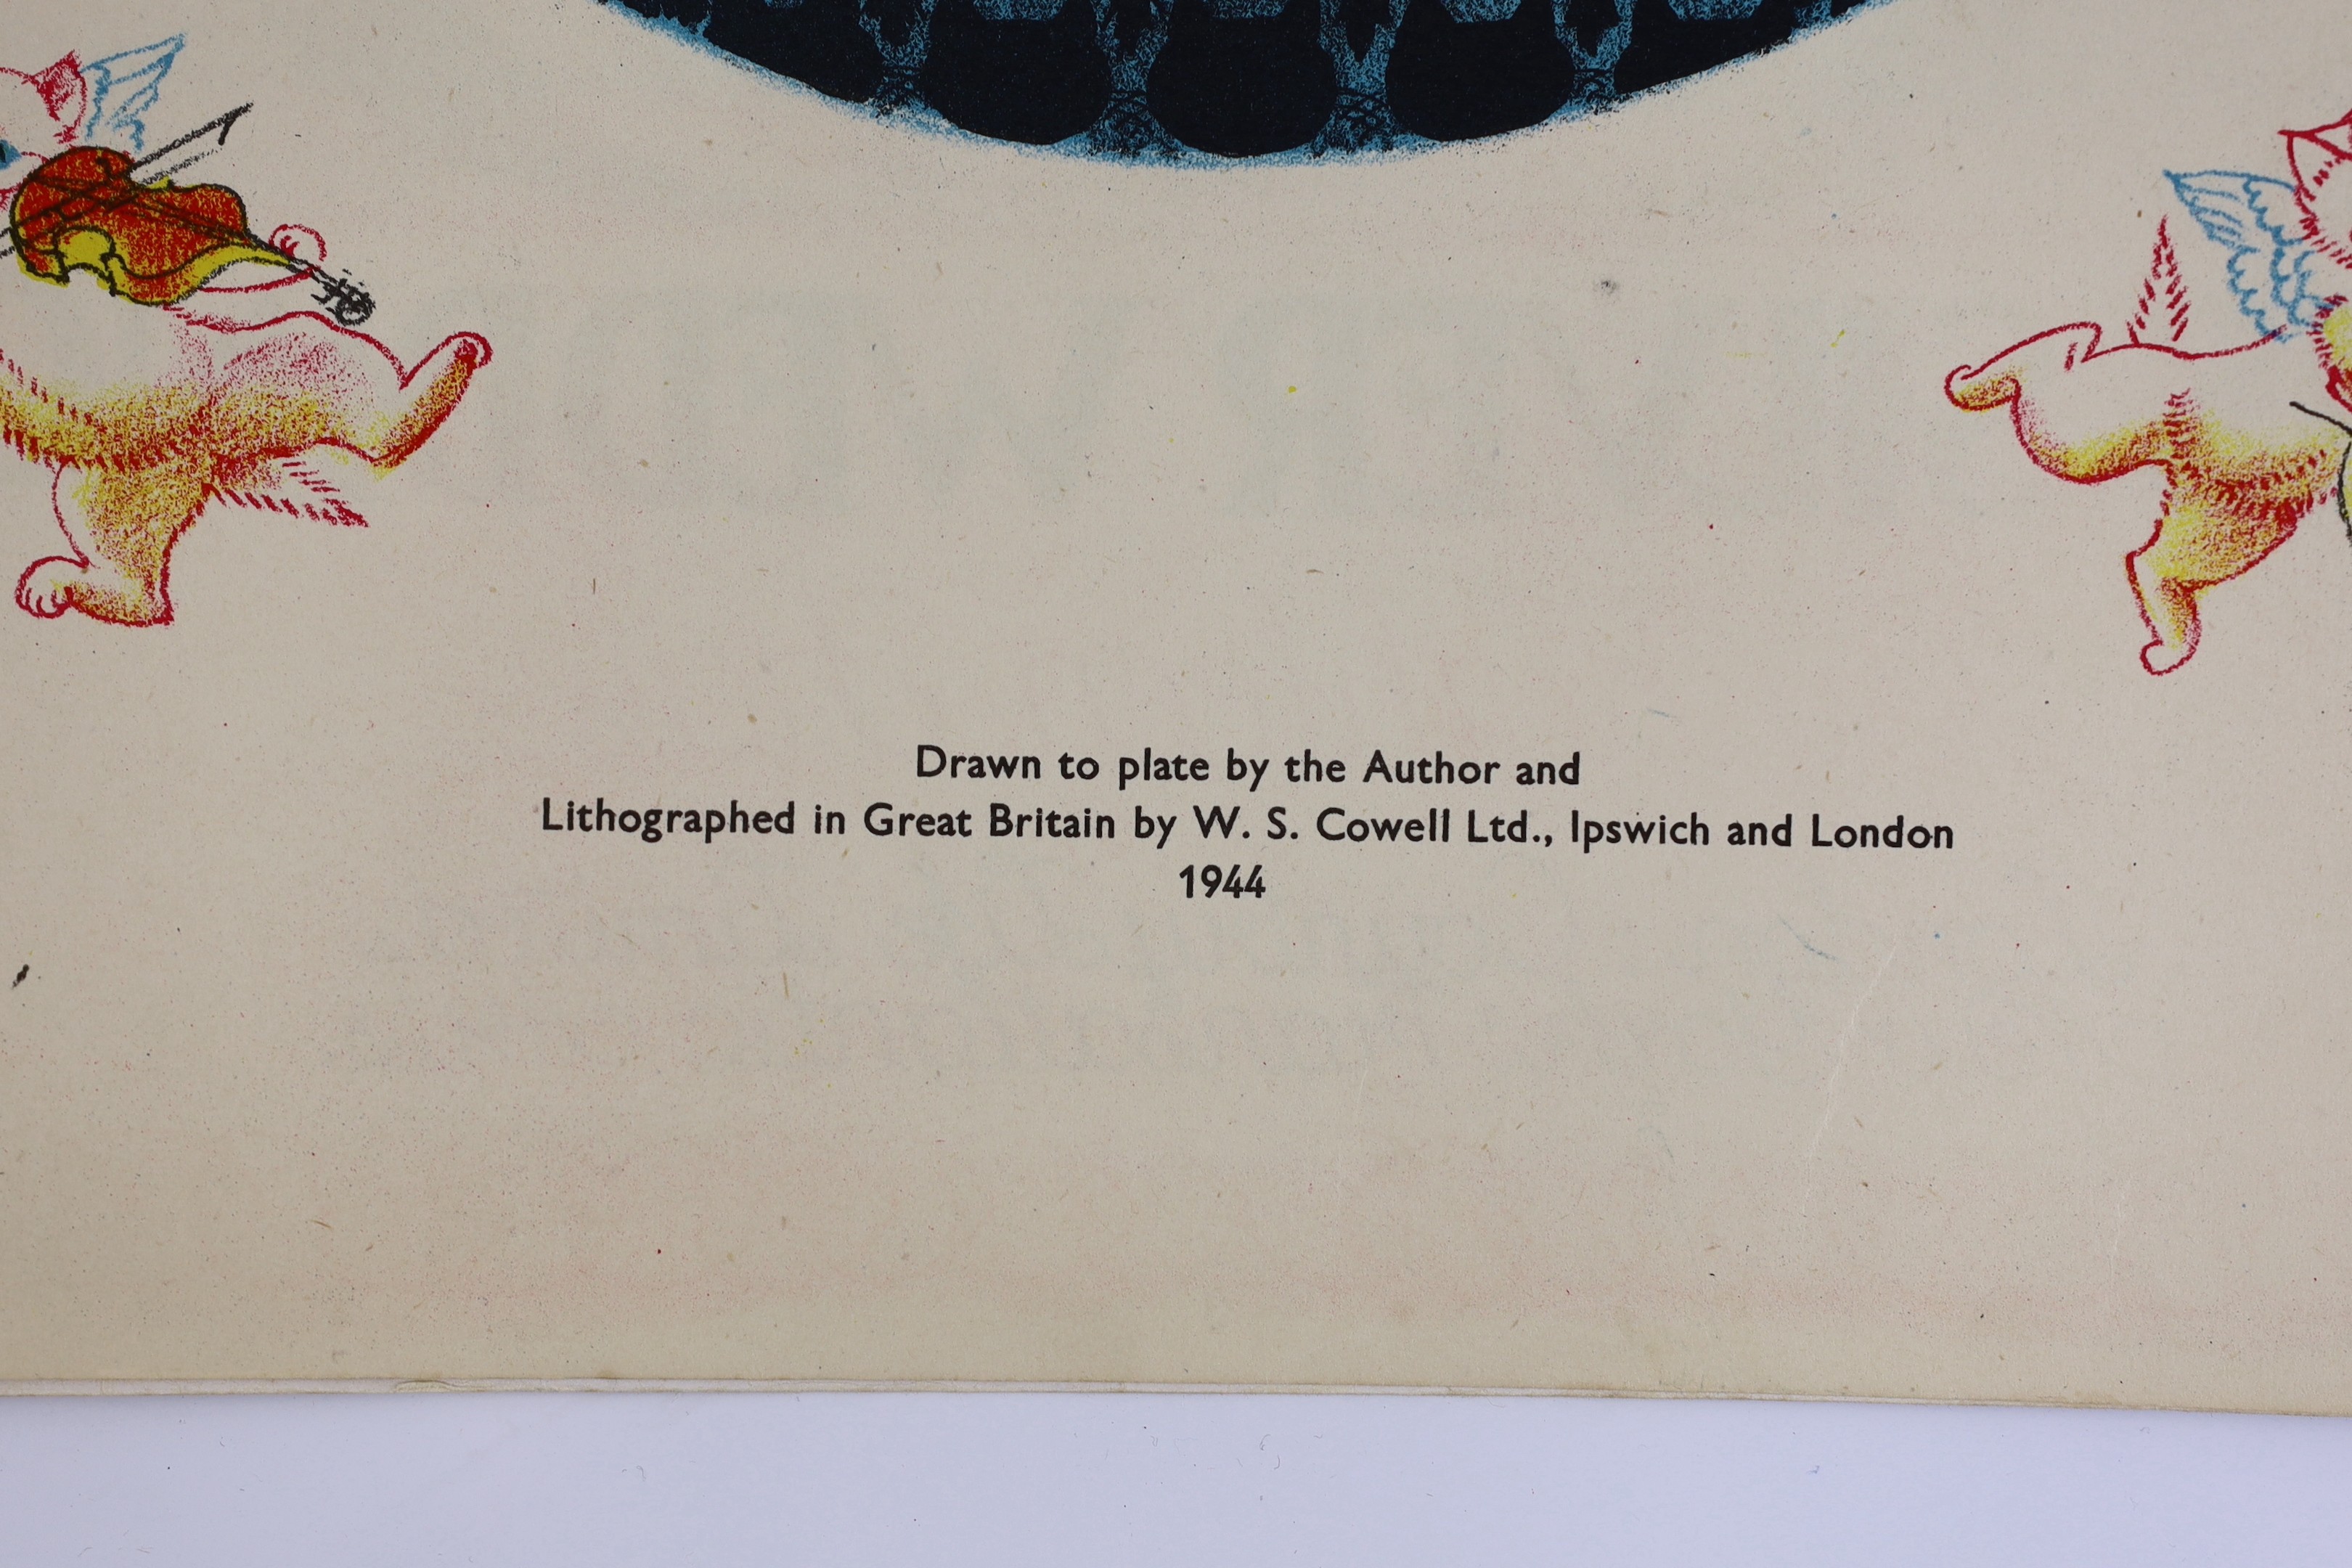 Drawn to plate by the Author and
Lithographed in Great Britain by W. S. Cowell Ltd., Ipswich and London
1944